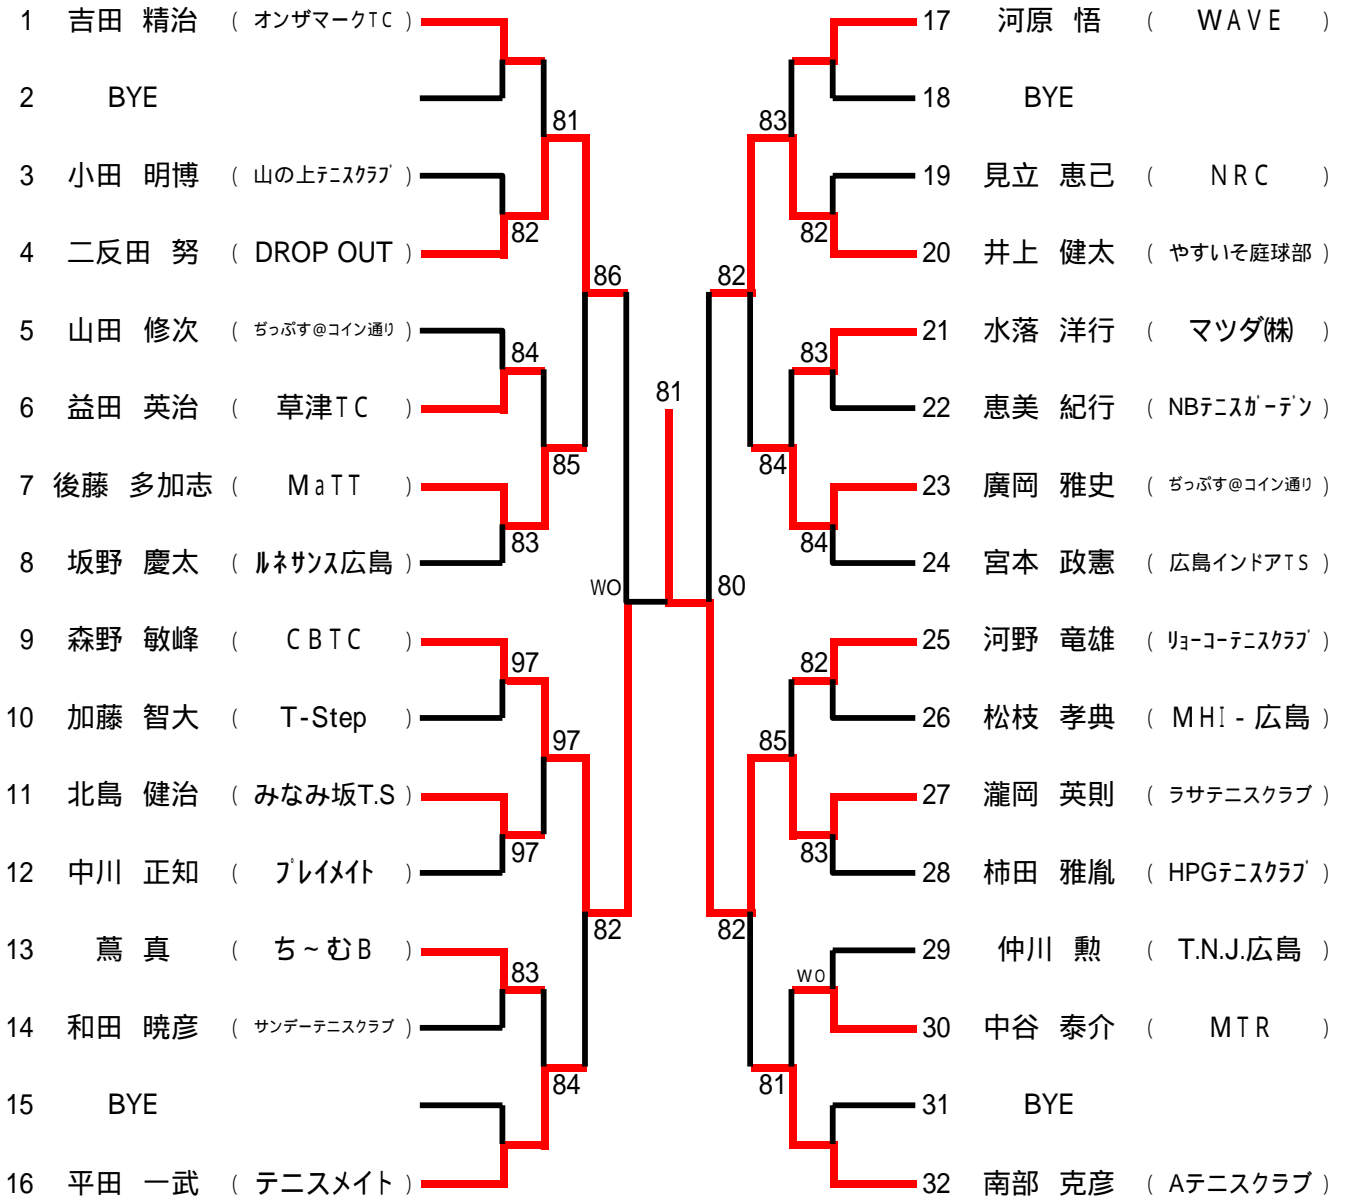 1 吉田 精治 ( オンザマークTC )
2 BYE
81
3 小田 明博 ( 山の上テニスクラブ )
82
4 二反田 努 ( DROP OUT )
86
5 山田 修次 ( ぢっぷす@コイン通り )
84
6 益田 英治 ( 草津TC )
85
7 後藤 多加志 ( MaTT )
83
8 坂野 慶太 ( ルネサンス広島 )
WO
9 森野 敏峰 ( CBTC )
97
10 加藤 智大 ( T-Step )
97
11 北島 健治 ( みなみ坂T.S )
97
12 中川 正知 ( プレイメイト )
82
13 蔦 真 ( ち~むB )
83
14 和田 暁彦 ( サンデーテニスクラブ )
84
15 BYE
16 平田 一武 ( テニスメイト )
81
17 河原 悟 ( WAVE )
18 BYE
83
19 見立 恵己 ( NRC )
82
20 井上 健太 ( やすいそ庭球部 )
82
21 水落 洋行 ( マツダ㈱ )
83
22 恵美 紀行 ( NBテニスガーデン )
84
23 廣岡 雅史 ( ぢっぷす@コイン通り )
84
24 宮本 政憲 ( 広島インドアTS )
80
25 河野 竜雄 ( リョーコーテニスクラブ )
82
26 松枝 孝典 ( MHI-広島 )
85
27 瀧岡 英則 ( ラサテニスクラブ )
83
28 柿田 雅胤 ( HPGテニスクラブ )
82
29 仲川 勲 ( T.N.J.広島 )
WO
30 中谷 泰介 ( MTR )
81
31 BYE
32 南部 克彦 ( Aテニスクラブ )